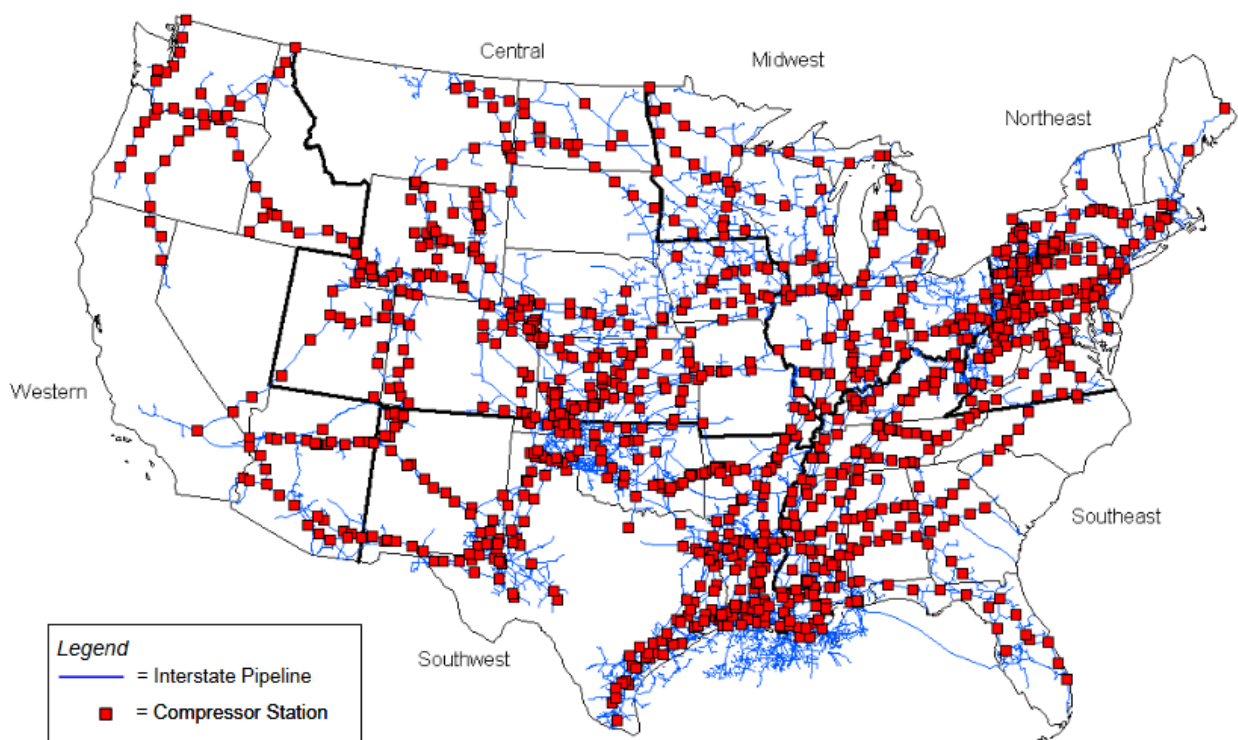 Central
Midwest
Northeast
Western
Southeast
Southwest
Legend
= Interstate Pipeline
= Compressor Station